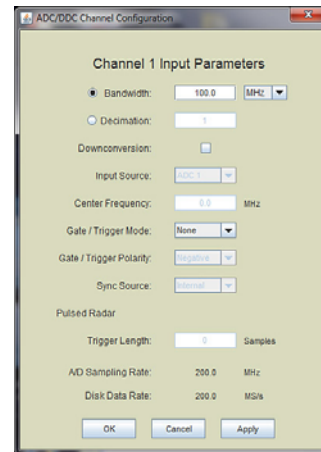 ADC/DDC Channel Configuration
Channel 1 Input Parameters
Bandwidth: 100.0 MHz
Decimation: 1
Downconversion:
Input Source: ADC 1
Center Frequency: 0.0 MHz
Gate / Trigger Mode: None
Gate / Trigger Polarity: Negative
Sync Source: Internal
Pulsed Radar
Trigger Length: 0 Samples
A/D Sampling Rate: 200.0 MHz
Disk Data Rate: 200.0 MS/s
OK Cancel Apply